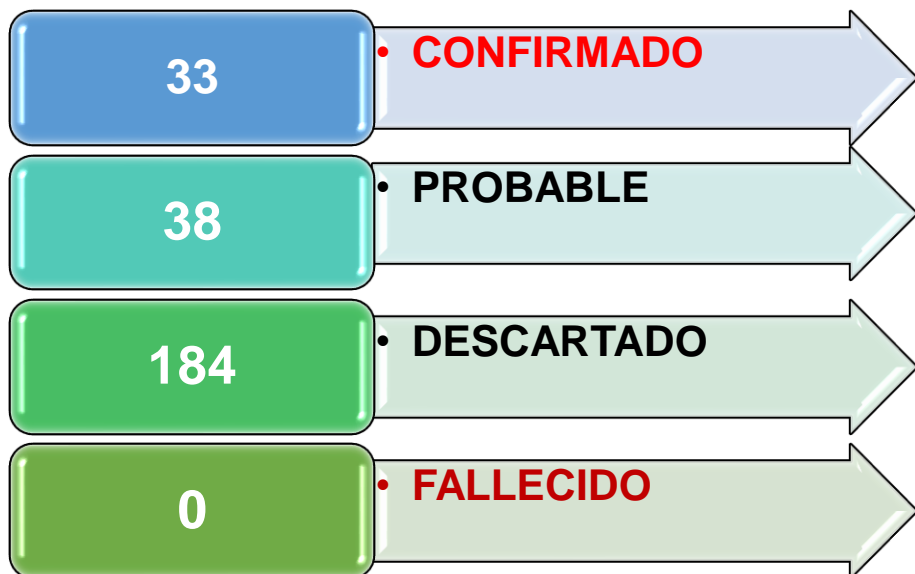 33
• CONFIRMADO
38
• PROBABLE
184
• DESCARTADO
0
• FALLECIDO